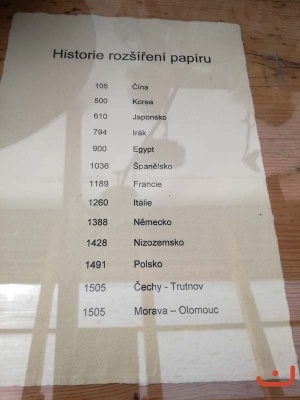 Historie rozšíření papíru
105 Čína
500 Korea
610 Japonsko
794 Irák
900 Egypt
1036 Španělsko
1189 Francie
1260 Itálie
1388 Německo
1428 Nizozemsko
1491 Polsko
1505 Čechy - Trutnov
1505 Morava – Olomouc